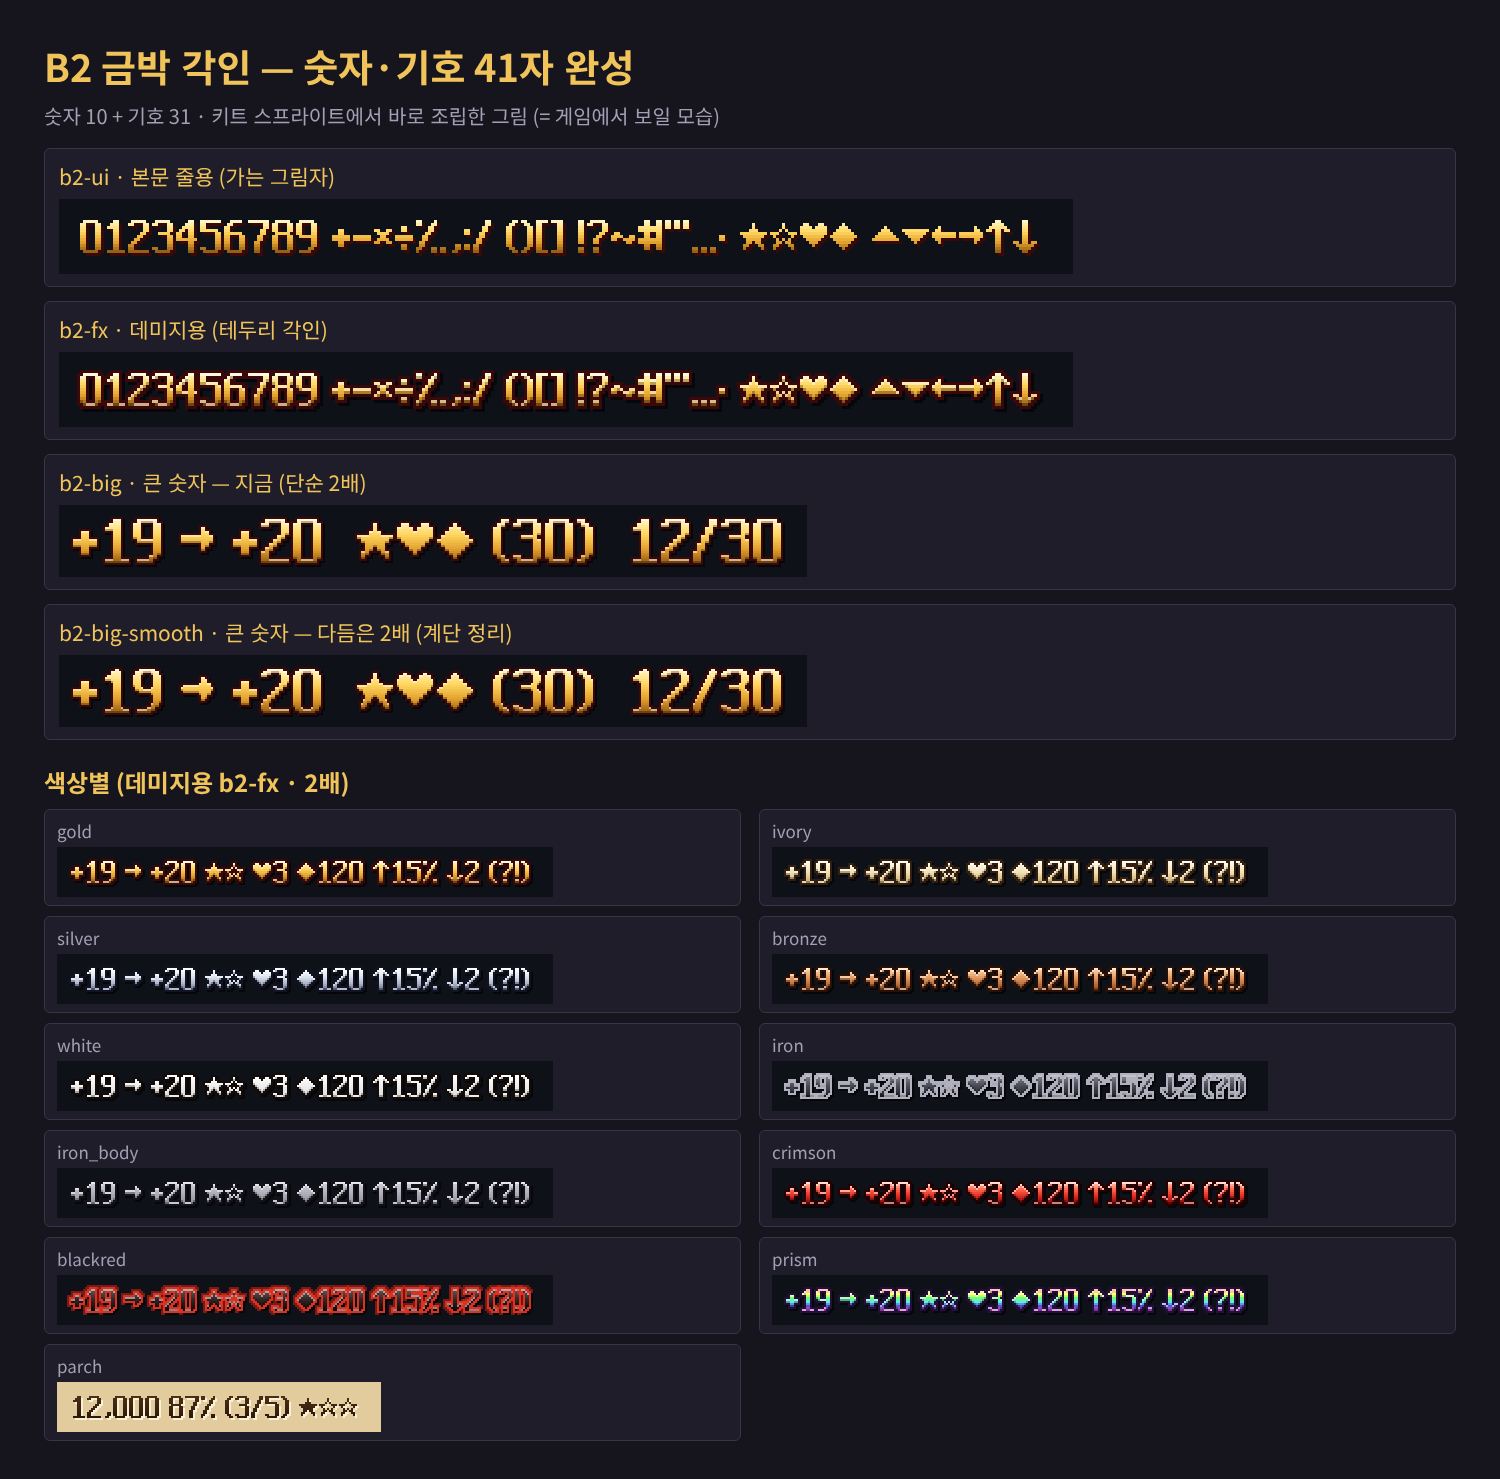 B2 금박 각인 — 숫자·기호 41자 완성
숫자 10 + 기호 31 · 키트 스프라이트에서 바로 조립한 그림 (= 게임에서 보일 모습)
b2-ui · 본문 줄용 (가는 그림자)
0123456789 +-×÷%.,:/ ()[] !?~#"'…· ★☆♥◆ ▲▼←→↑↓
b2-fx · 데미지용 (테두리 각인)
0123456789 +-×÷%.,:/ ()[] !?~#"'…· ★☆♥◆ ▲▼←→↑↓
b2-big · 큰 숫자 — 지금 (단순 2배)
+19 → +20 ★♥◆ (30) 12/30
b2-big-smooth · 큰 숫자 — 다듬은 2배 (계단 정리)
+19 → +20 ★♥◆ (30) 12/30
색상별 (데미지용 b2-fx · 2배)
gold
+19 → +20 ★☆ ♥3 ◆120 ↑15% ↓2 (?!)
ivory
+19 → +20 ★☆ ♥3 ◆120 ↑15% ↓2 (?!)
silver
+19 → +20 ★☆ ♥3 ◆120 ↑15% ↓2 (?!)
bronze
+19 → +20 ★☆ ♥3 ◆120 ↑15% ↓2 (?!)
white
+19 → +20 ★☆ ♥3 ◆120 ↑15% ↓2 (?!)
iron
+19 → +20 ★☆ ♥3 ◆120 ↑15% ↓2 (?!)
iron_body
+19 → +20 ★☆ ♥3 ◆120 ↑15% ↓2 (?!)
crimson
+19 → +20 ★☆ ♥3 ◆120 ↑15% ↓2 (?!)
blackred
+19 → +20 ★☆ ♥3 ◆120 ↑15% ↓2 (?!)
prism
+19 → +20 ★☆ ♥3 ◆120 ↑15% ↓2 (?!)
parch
12,000 87% (3/5) ★☆☆